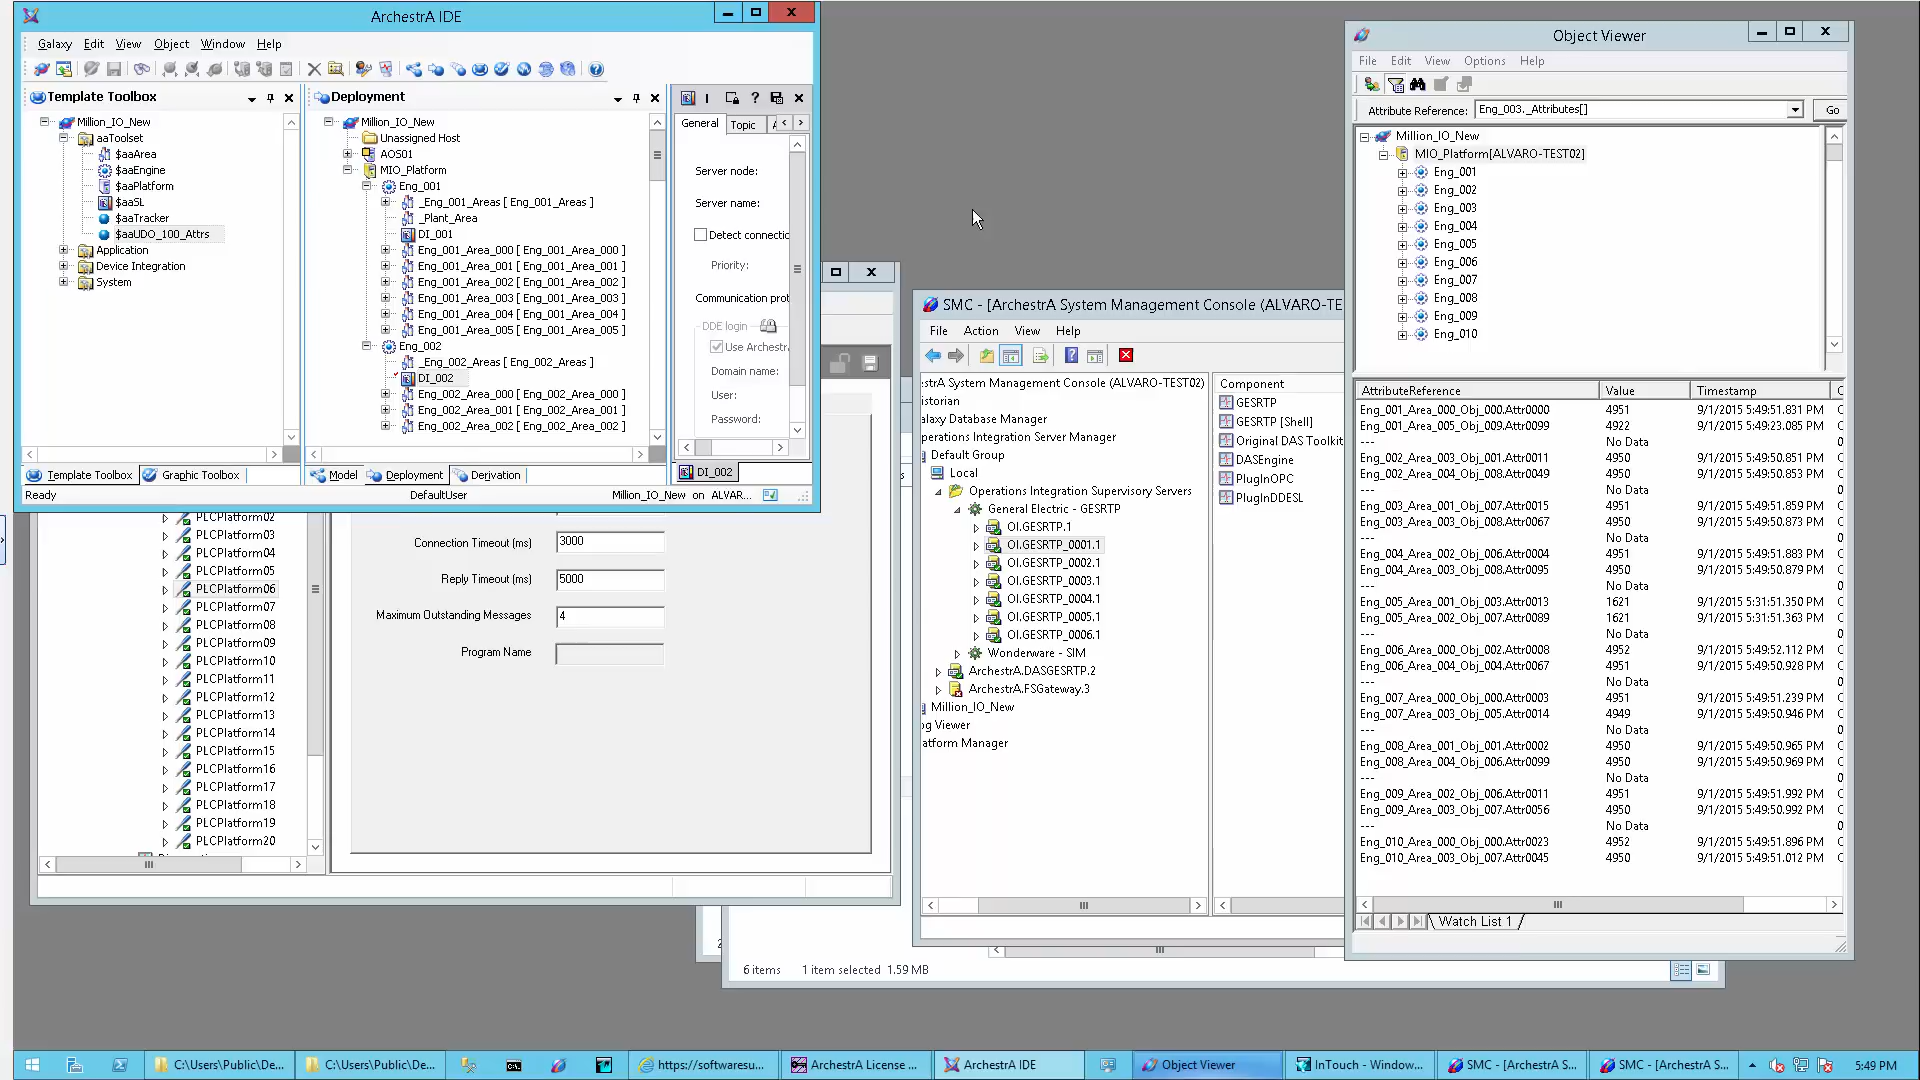 ArchestrA IDE
Galaxy Edit View Object Window Help
Template Toolbox
Million_IO_New
aaToolset
$aaArea
$aaEngine
$aaPlatform
$aaSL
$aaTracker
$aaUDO_100_Attrs
Application
Device Integration
System
Template Toolbox Graphic Toolbox
Deployment
Million_IO_New
Unassigned Host
AOS01
MIO_Platform
Eng_001
_Eng_001_Areas [ Eng_001_Areas ]
_Plant_Area
DI_001
Eng_001_Area_000 [ Eng_001_Area_000 ]
Eng_001_Area_001 [ Eng_001_Area_001 ]
Eng_001_Area_002 [ Eng_001_Area_002 ]
Eng_001_Area_003 [ Eng_001_Area_003 ]
Eng_001_Area_004 [ Eng_001_Area_004 ]
Eng_001_Area_005 [ Eng_001_Area_005 ]
Eng_002
_Eng_002_Areas [ Eng_002_Areas ]
DI_002
Eng_002_Area_000 [ Eng_002_Area_000 ]
Eng_002_Area_001 [ Eng_002_Area_001 ]
Eng_002_Area_002 [ Eng_002_Area_002 ]
Model Deployment Derivation
General Topic
Server node:
Server name:
Detect connectio
Priority:
Communication prot
DDE login
Use Archestr
Domain name:
User:
Password:
DI_002
Ready DefaultUser Million_IO_New on ALVAR...
PLCPlatform02
PLCPlatform03
PLCPlatform04
PLCPlatform05
PLCPlatform06
PLCPlatform07
PLCPlatform08
PLCPlatform09
PLCPlatform10
PLCPlatform11
PLCPlatform12
PLCPlatform13
PLCPlatform14
PLCPlatform15
PLCPlatform16
PLCPlatform17
PLCPlatform18
PLCPlatform19
PLCPlatform20
Connection Timeout (ms) 3000
Reply Timeout (ms) 5000
Maximum Outstanding Messages 4
Program Name
SMC - [ArchestrA System Management Console (ALVARO-TE
File Action View Help
strA System Management Console (ALVARO-TEST02)
istorian
alaxy Database Manager
perations Integration Server Manager
Default Group
Local
Operations Integration Supervisory Servers
General Electric - GESRTP
OI.GESRTP.1
OI.GESRTP_0001.1
OI.GESRTP_0002.1
OI.GESRTP_0003.1
OI.GESRTP_0004.1
OI.GESRTP_0005.1
OI.GESRTP_0006.1
Wonderware - SIM
ArchestrA.DASGESRTP.2
ArchestrA.FSGateway.3
Million_IO_New
og Viewer
atform Manager
Component
GESRTP
GESRTP [Shell]
Original DAS Toolkit
DASEngine
PlugInOPC
PlugInDDESL
6 items 1 item selected 1.59 MB
Object Viewer
File Edit View Options Help
Attribute Reference: Eng_003._Attributes[] Go
Million_IO_New
MIO_Platform[ALVARO-TEST02]
Eng_001
Eng_002
Eng_003
Eng_004
Eng_005
Eng_006
Eng_007
Eng_008
Eng_009
Eng_010
AttributeReference Value Timestamp C
Eng_001_Area_000_Obj_000.Attr0000 4951 9/1/2015 5:49:51.831 PM C
Eng_001_Area_005_Obj_009.Attr0099 4922 9/1/2015 5:49:23.085 PM C
--- No Data 0
Eng_002_Area_003_Obj_001.Attr0011 4950 9/1/2015 5:49:50.851 PM C
Eng_002_Area_004_Obj_008.Attr0049 4950 9/1/2015 5:49:50.853 PM C
--- No Data 0
Eng_003_Area_001_Obj_007.Attr0015 4951 9/1/2015 5:49:51.859 PM C
Eng_003_Area_003_Obj_008.Attr0067 4950 9/1/2015 5:49:50.873 PM C
--- No Data 0
Eng_004_Area_002_Obj_006.Attr0004 4951 9/1/2015 5:49:51.883 PM C
Eng_004_Area_003_Obj_008.Attr0095 4950 9/1/2015 5:49:50.879 PM C
--- No Data 0
Eng_005_Area_001_Obj_003.Attr0013 1621 9/1/2015 5:31:51.350 PM C
Eng_005_Area_002_Obj_007.Attr0089 1621 9/1/2015 5:31:51.363 PM C
--- No Data 0
Eng_006_Area_000_Obj_002.Attr0008 4952 9/1/2015 5:49:52.112 PM C
Eng_006_Area_004_Obj_004.Attr0067 4951 9/1/2015 5:49:50.928 PM C
--- No Data 0
Eng_007_Area_000_Obj_000.Attr0003 4951 9/1/2015 5:49:51.239 PM C
Eng_007_Area_003_Obj_005.Attr0014 4949 9/1/2015 5:49:50.946 PM C
--- No Data 0
Eng_008_Area_001_Obj_001.Attr0002 4950 9/1/2015 5:49:50.965 PM C
Eng_008_Area_004_Obj_006.Attr0099 4950 9/1/2015 5:49:50.969 PM C
--- No Data 0
Eng_009_Area_002_Obj_006.Attr0011 4951 9/1/2015 5:49:51.992 PM C
Eng_009_Area_003_Obj_007.Attr0056 4950 9/1/2015 5:49:50.992 PM C
--- No Data 0
Eng_010_Area_000_Obj_000.Attr0023 4952 9/1/2015 5:49:51.896 PM C
Eng_010_Area_003_Obj_007.Attr0045 4950 9/1/2015 5:49:51.012 PM C
Watch List 1
C:\Users\Public\De... C:\Users\Public\De... https://softwaresu... ArchestrA License ... ArchestrA IDE Object Viewer InTouch - Window... SMC - [ArchestrA S... SMC - [ArchestrA S... 5:49 PM